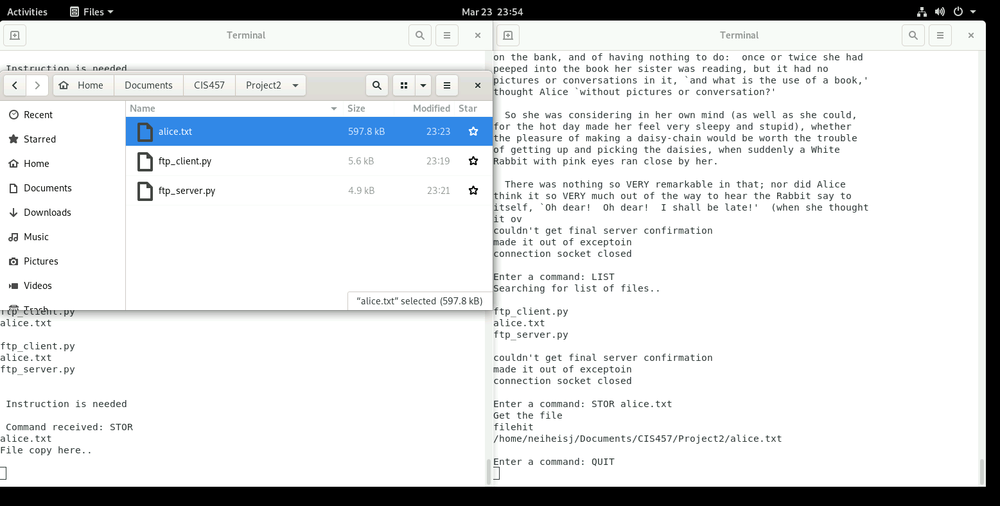 Activities
Files
Mar 23 23:54
Terminal
Instruction is needed
Home
Documents
CIS457
Project2
Name Size Modified Star
Recent
Starred
Home
Documents
Downloads
Music
Pictures
Videos
Trash
alice.txt 597.8 kB 23:23
ftp_client.py 5.6 kB 23:19
ftp_server.py 4.9 kB 23:21
“alice.txt” selected (597.8 kB)
ftp_client.py
alice.txt
ftp_client.py
alice.txt
ftp_server.py
Instruction is needed
Command received: STOR
alice.txt
File copy here..
Terminal
on the bank, and of having nothing to do:  once or twice she had
peeped into the book her sister was reading, but it had no
pictures or conversations in it, `and what is the use of a book,'
thought Alice `without pictures or conversation?'
So she was considering in her own mind (as well as she could,
for the hot day made her feel very sleepy and stupid), whether
the pleasure of making a daisy-chain would be worth the trouble
of getting up and picking the daisies, when suddenly a White
Rabbit with pink eyes ran close by her.
There was nothing so VERY remarkable in that; nor did Alice
think it so VERY much out of the way to hear the Rabbit say to
itself, `Oh dear!  Oh dear!  I shall be late!'  (when she thought
it ov
couldn't get final server confirmation
made it out of exceptoin
connection socket closed
Enter a command: LIST
Searching for list of files..
ftp_client.py
alice.txt
ftp_server.py
couldn't get final server confirmation
made it out of exceptoin
connection socket closed
Enter a command: STOR alice.txt
Get the file
filehit
/home/neiheisj/Documents/CIS457/Project2/alice.txt
Enter a command: QUIT